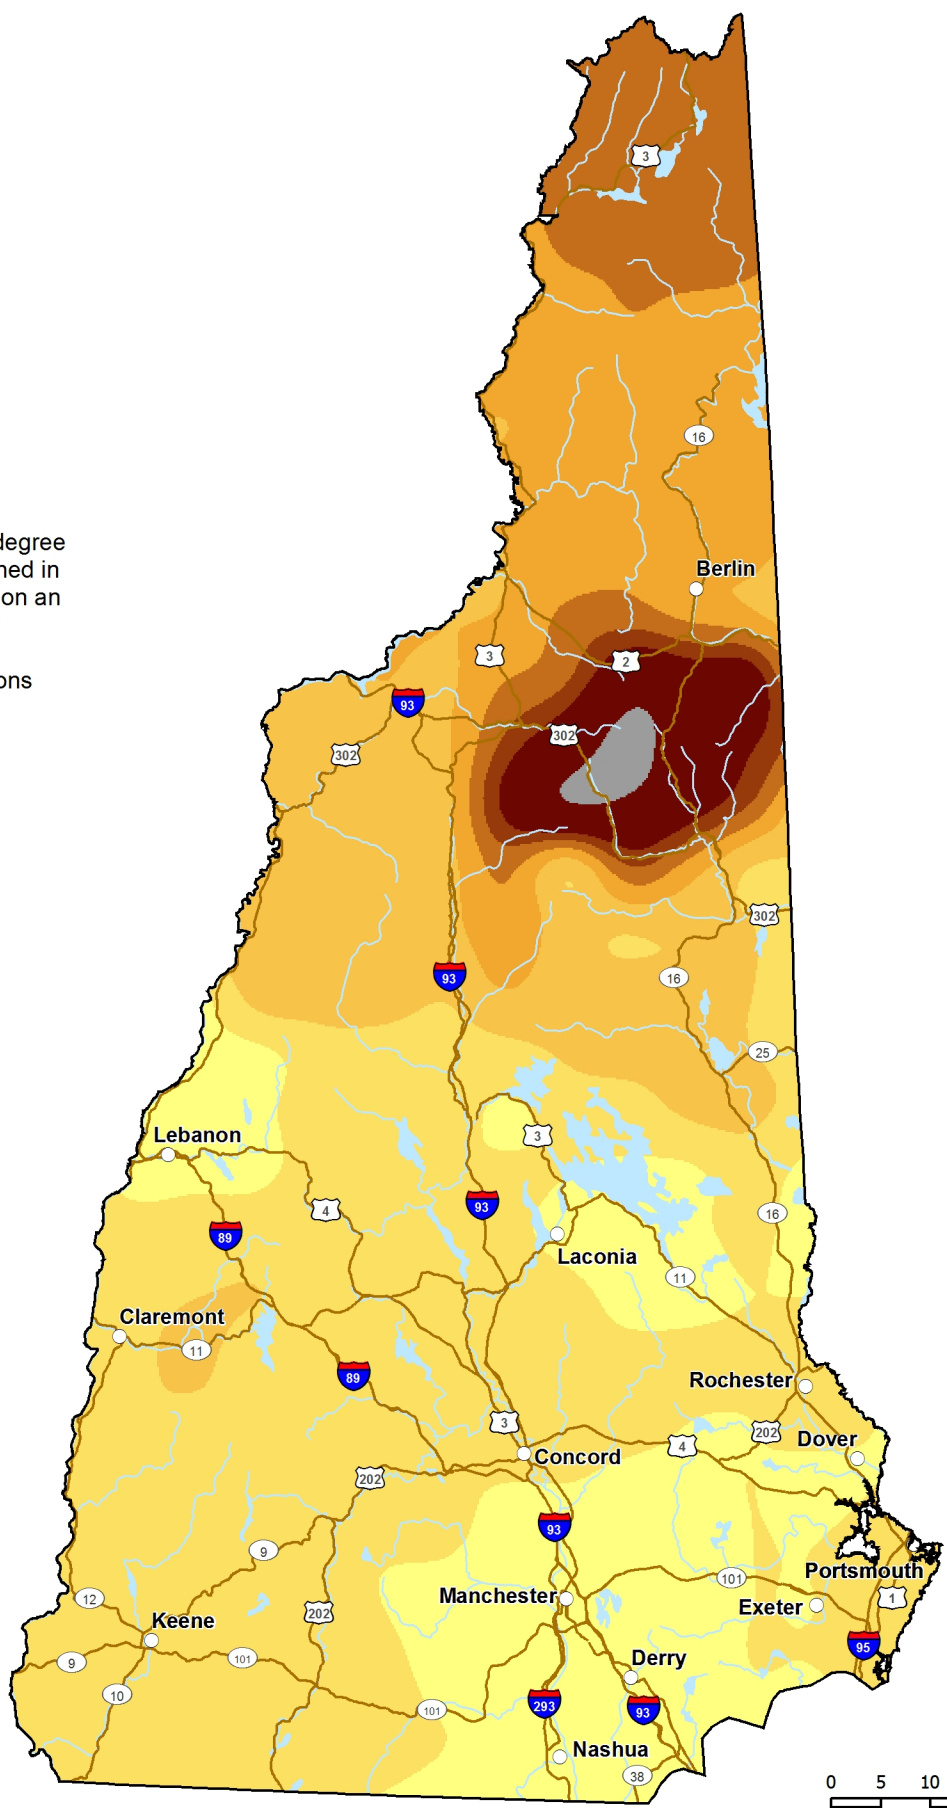 3
16
degree
ned in
on an
Berlin
3
2
ons
93
302
302
302
93
16
25
Lebanon
3
4
93
16
89
Laconia
11
Claremont
11
89
Rochester
3
202
Dover
4
Concord
202
93
9
101
Portsmouth
12
Manchester
1
202
Exeter
Keene
95
9
101
Derry
10
293
93
101
Nashua
38
0 5 10